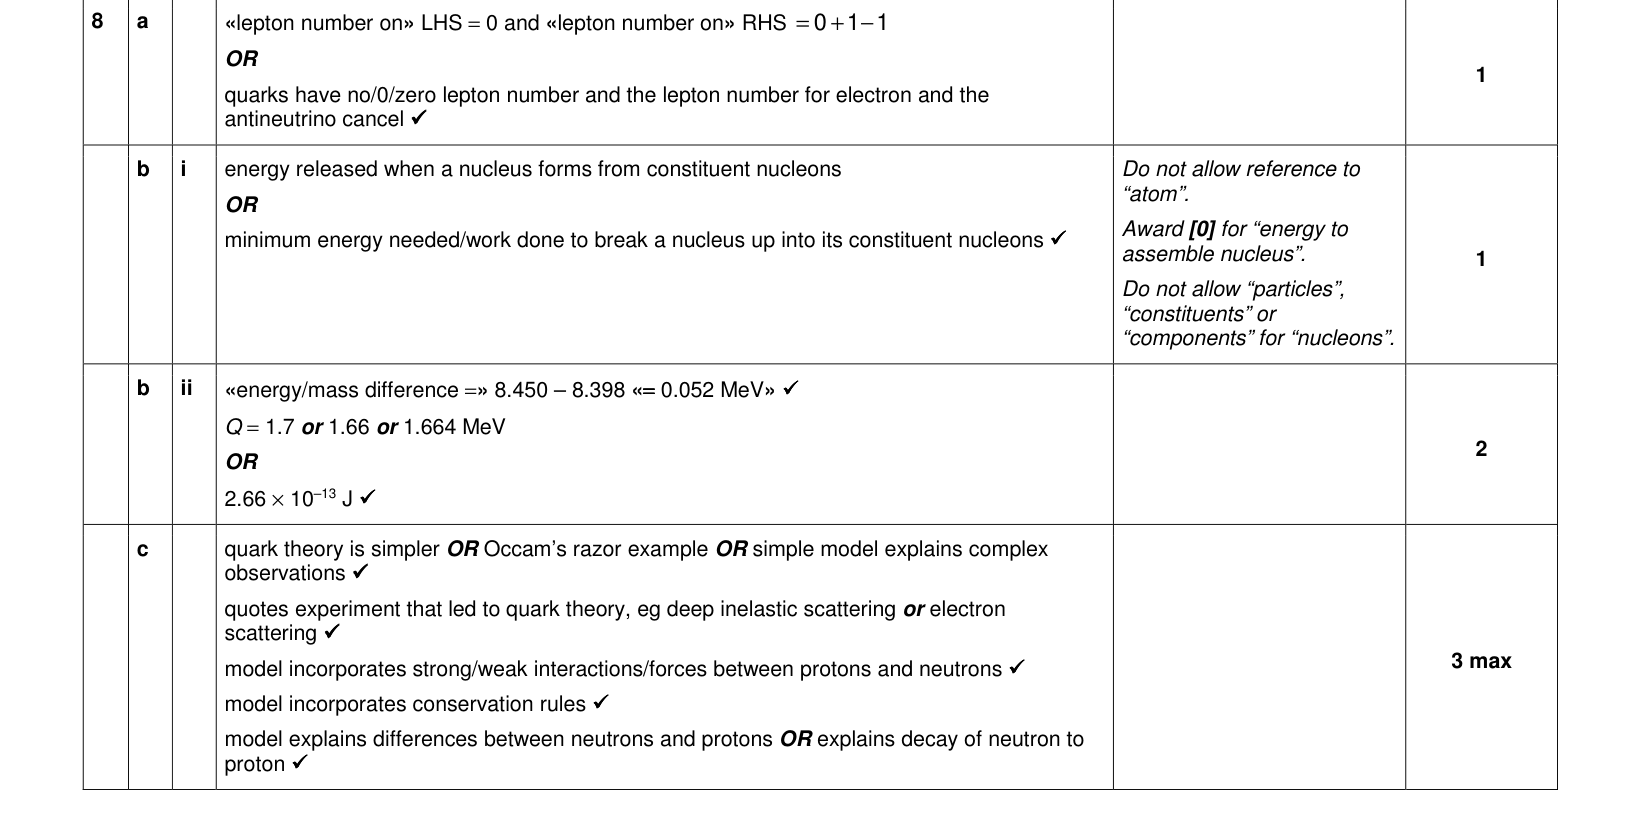 8 a «lepton number on» LHS = 0 and «lepton number on» RHS = 0 + 1 − 1
OR
quarks have no/0/zero lepton number and the lepton number for electron and the
antineutrino cancel ✓
1
b i energy released when a nucleus forms from constituent nucleons
OR
minimum energy needed/work done to break a nucleus up into its constituent nucleons ✓
Do not allow reference to
“atom”.
Award [0] for “energy to
assemble nucleus”.
Do not allow “particles”,
“constituents” or
“components” for “nucleons”.
1
b ii «energy/mass difference =» 8.450 – 8.398 «= 0.052 MeV» ✓
Q = 1.7 or 1.66 or 1.664 MeV
OR
2.66 × 10⁻¹³ J ✓
2
c quark theory is simpler OR Occam’s razor example OR simple model explains complex
observations ✓
quotes experiment that led to quark theory, eg deep inelastic scattering or electron
scattering ✓
model incorporates strong/weak interactions/forces between protons and neutrons ✓
model incorporates conservation rules ✓
model explains differences between neutrons and protons OR explains decay of neutron to
proton ✓
3 max